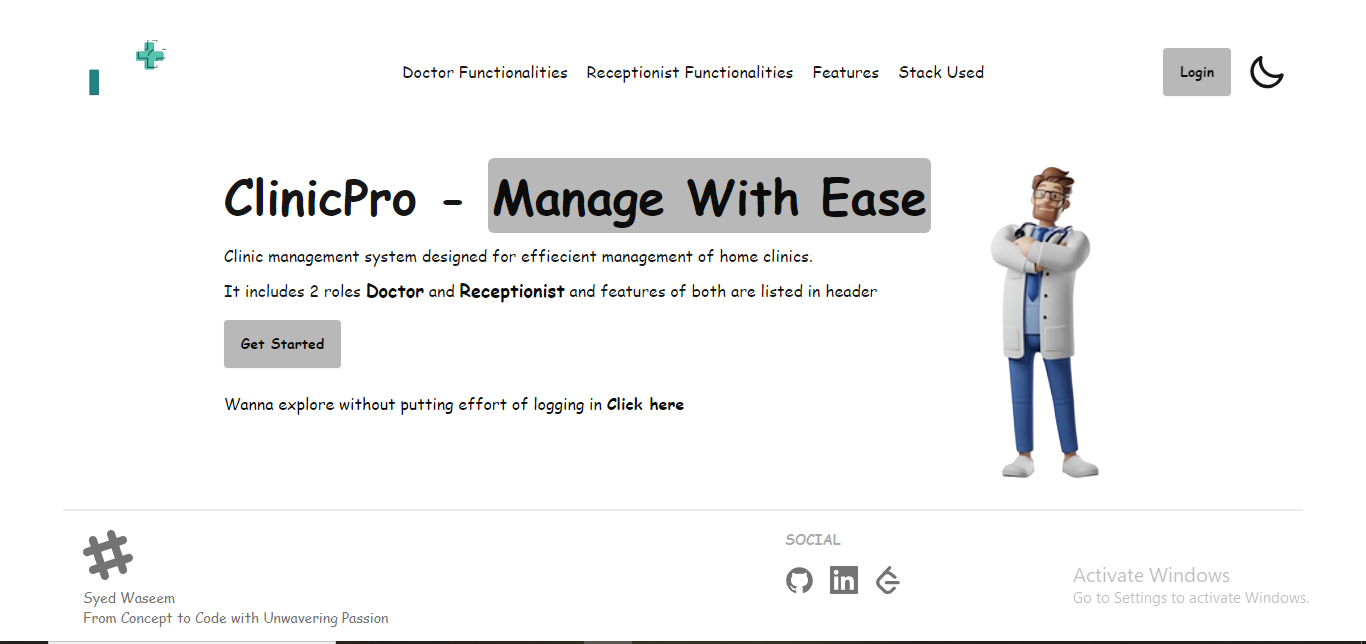 Doctor Functionalities Receptionist Functionalities Features Stack Used Login
ClinicPro - Manage With Ease
Clinic management system designed for effiecient management of home clinics.
It includes 2 roles Doctor and Receptionist and features of both are listed in header
Get Started
Wanna explore without putting effort of logging in Click here
SOCIAL
in
Syed Waseem
From Concept to Code with Unwavering Passion
Activate Windows
Go to Settings to activate Windows.